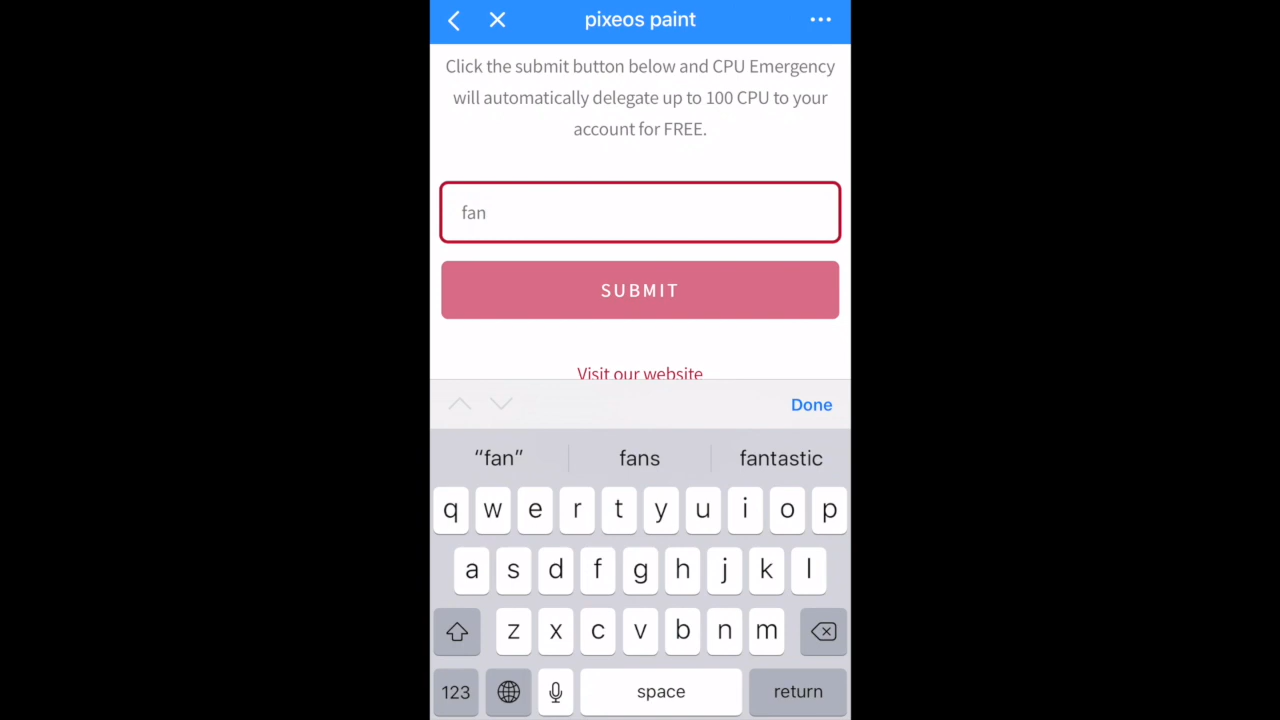 pixeos paint
Click the submit button below and CPU Emergency
will automatically delegate up to 100 CPU to your
account for FREE.
fan
SUBMIT
Visit our website
Done
“fan” fans fantastic
q w e r t y u i o p
a s d f g h j k l
z x c v b n m
123 space return